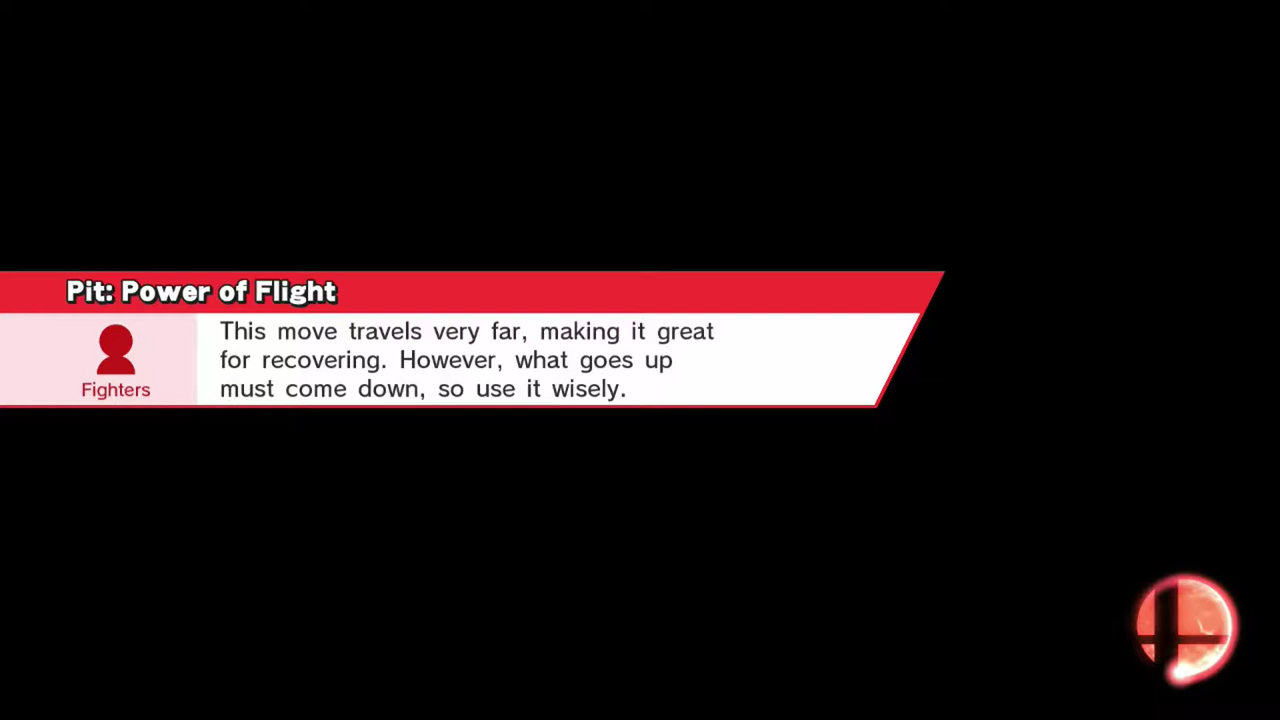 Pit: Power of Flight
This move travels very far, making it great
for recovering. However, what goes up
must come down, so use it wisely.
Fighters